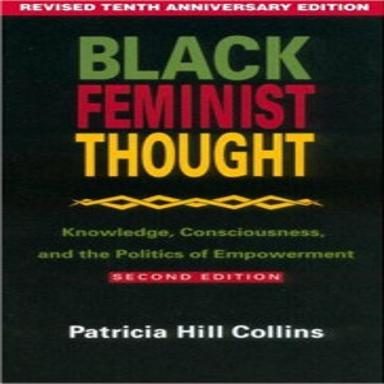 REVISED TENTH ANNIVERSARY EDITION
BLACK
FEMINIST
THOUGHT
Knowledge, Consciousness,
and the Politics of Empowerment
SECOND EDITION
Patricia Hill Collins